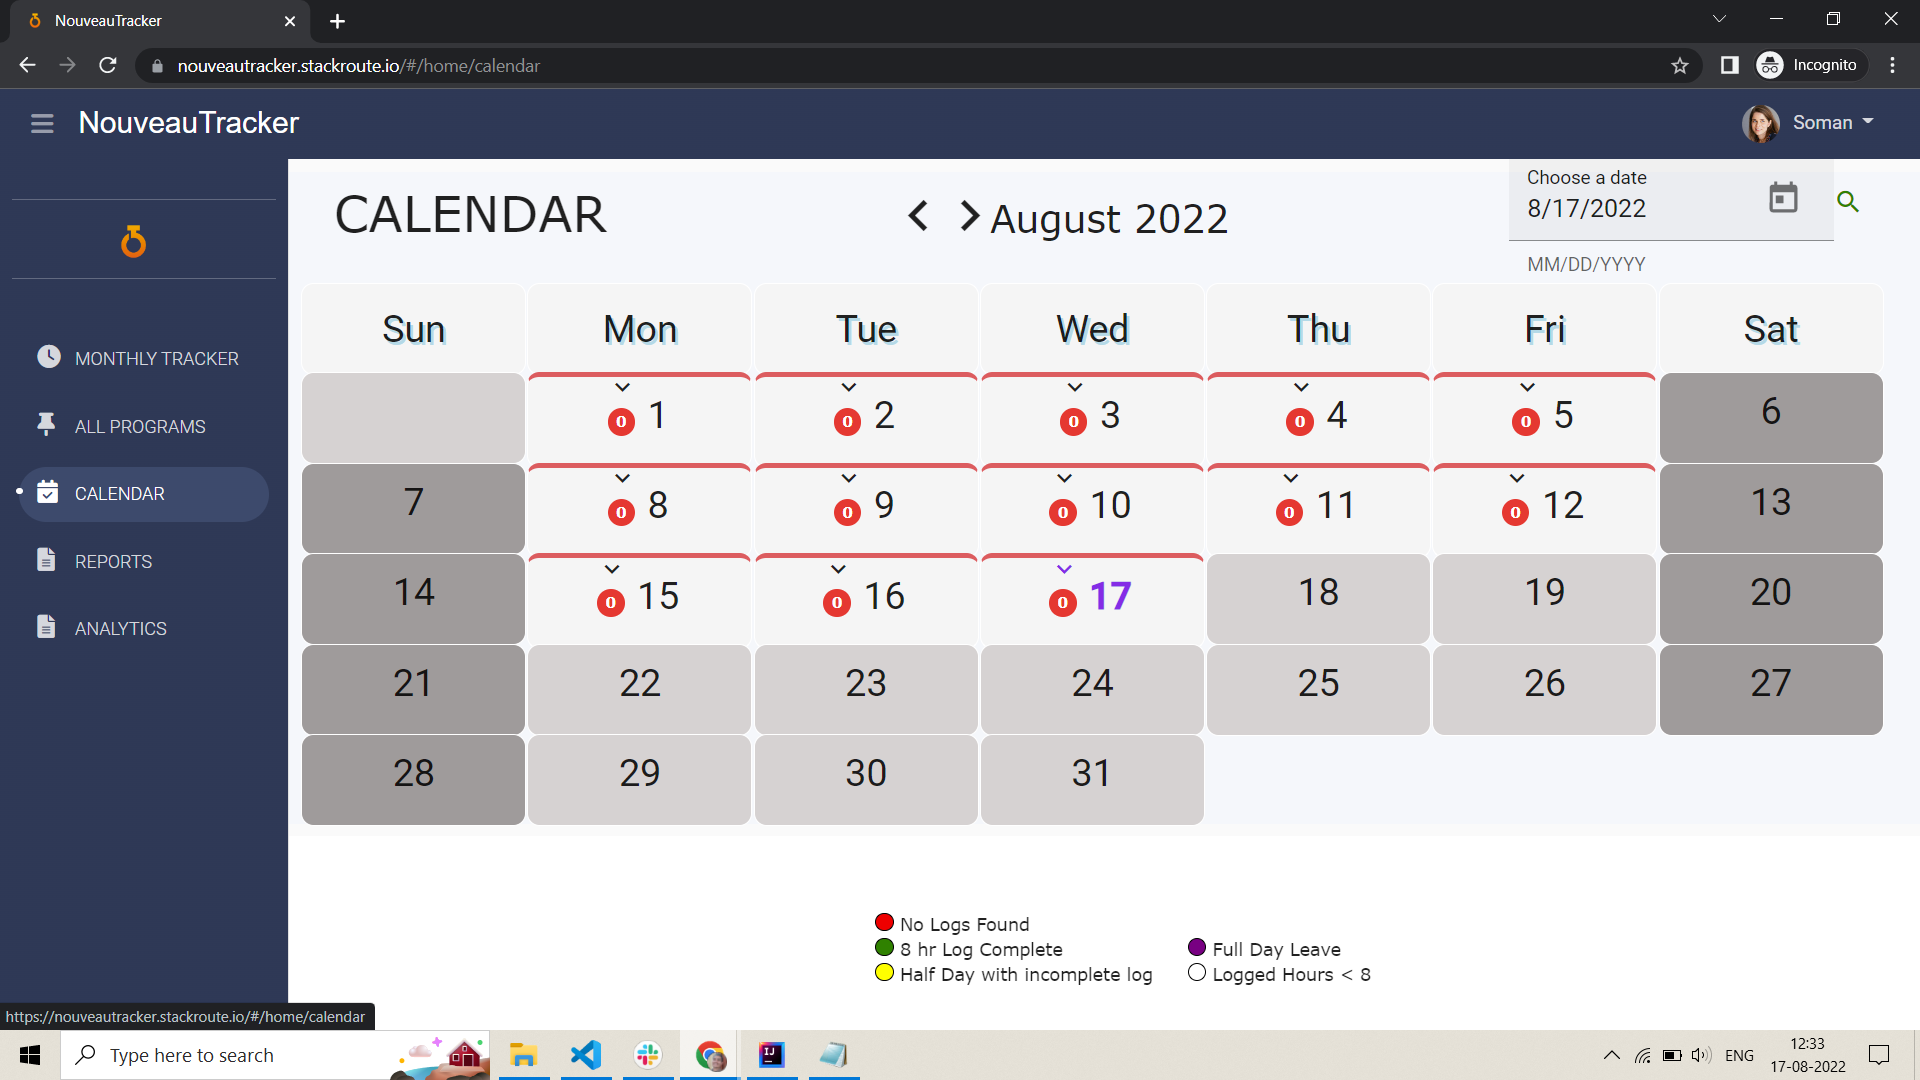 NouveauTracker
nouveautracker.stackroute.io/#/home/calendar
Incognito
NouveauTracker
Soman
MONTHLY TRACKER
ALL PROGRAMS
CALENDAR
REPORTS
ANALYTICS
CALENDAR
August 2022
Choose a date
8/17/2022
MM/DD/YYYY
Sun Mon Tue Wed Thu Fri Sat
0 1 0 2 0 3 0 4 0 5 6
7 0 8 0 9 0 10 0 11 0 12 13
14 0 15 0 16 0 17 18 19 20
21 22 23 24 25 26 27
28 29 30 31
No Logs Found
8 hr Log Complete
Full Day Leave
Half Day with incomplete log
Logged Hours < 8
https://nouveautracker.stackroute.io/#/home/calendar
Type here to search
IJ
ENG
12:33
17-08-2022